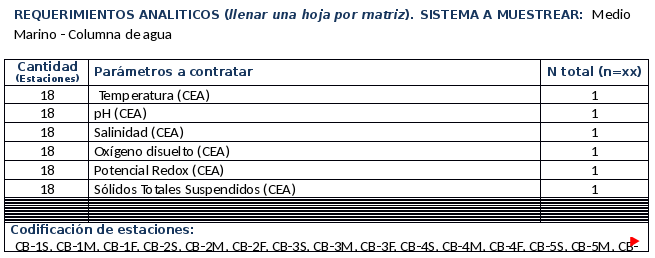 REQUERIMIENTOS ANALITICOS (llenar una hoja por matriz). SISTEMA A MUESTREAR: Medio
Marino - Columna de agua
Cantidad (Estaciones) Parámetros a contratar N total (n=xx)
18 Temperatura (CEA) 1
18 pH (CEA) 1
18 Salinidad (CEA) 1
18 Oxígeno disuelto (CEA) 1
18 Potencial Redox (CEA) 1
18 Sólidos Totales Suspendidos (CEA) 1
Codificación de estaciones:
CB-1S, CB-1M, CB-1F, CB-2S, CB-2M, CB-2F, CB-3S, CB-3M, CB-3F, CB-4S, CB-4M, CB-4F, CB-5S, CB-5M, CB-